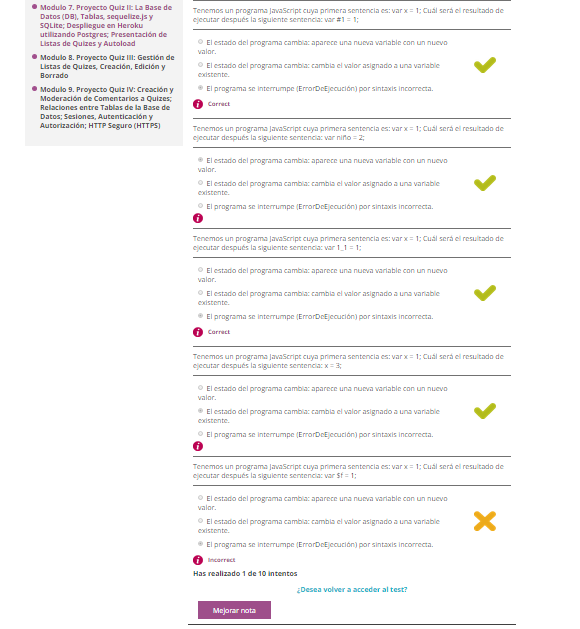 Modulo 7. Proyecto Quiz II: La Base
de Datos (DB), Tablas, sequelize.js y
SQLite; Despliegue en Heroku
utilizando Postgres; Presentación de
Listas de Quizes y Autoload
Modulo 8. Proyecto Quiz III: Gestión de
Listas de Quizes, Creación, Edición y
Borrado
Modulo 9. Proyecto Quiz IV: Creación y
Moderación de Comentarios a Quizes;
Relaciones entre Tablas de la Base de
Datos; Sesiones, Autenticación y
Autorización; HTTP Seguro (HTTPS)
Tenemos un programa JavaScript cuya primera sentencia es: var x = 1; Cuál será el resultado de
ejecutar después la siguiente sentencia: var #1 = 1;
El estado del programa cambia: aparece una nueva variable con un nuevo
valor.
El estado del programa cambia: cambia el valor asignado a una variable
existente.
El programa se interrumpe (ErrorDeEjecución) por sintaxis incorrecta.
i Correct
Tenemos un programa JavaScript cuya primera sentencia es: var x = 1; Cuál será el resultado de
ejecutar después la siguiente sentencia: var niño = 2;
El estado del programa cambia: aparece una nueva variable con un nuevo
valor.
El estado del programa cambia: cambia el valor asignado a una variable
existente.
El programa se interrumpe (ErrorDeEjecución) por sintaxis incorrecta.
i
Tenemos un programa JavaScript cuya primera sentencia es: var x = 1; Cuál será el resultado de
ejecutar después la siguiente sentencia: var 1_1 = 1;
El estado del programa cambia: aparece una nueva variable con un nuevo
valor.
El estado del programa cambia: cambia el valor asignado a una variable
existente.
El programa se interrumpe (ErrorDeEjecución) por sintaxis incorrecta.
i Correct
Tenemos un programa JavaScript cuya primera sentencia es: var x = 1; Cuál será el resultado de
ejecutar después la siguiente sentencia: x = 3;
El estado del programa cambia: aparece una nueva variable con un nuevo
valor.
El estado del programa cambia: cambia el valor asignado a una variable
existente.
El programa se interrumpe (ErrorDeEjecución) por sintaxis incorrecta.
i
Tenemos un programa JavaScript cuya primera sentencia es: var x = 1; Cuál será el resultado de
ejecutar después la siguiente sentencia: var $f = 1;
El estado del programa cambia: aparece una nueva variable con un nuevo
valor.
El estado del programa cambia: cambia el valor asignado a una variable
existente.
El programa se interrumpe (ErrorDeEjecución) por sintaxis incorrecta.
i Incorrect
Has realizado 1 de 10 intentos
¿Desea volver a acceder al test?
Mejorar nota